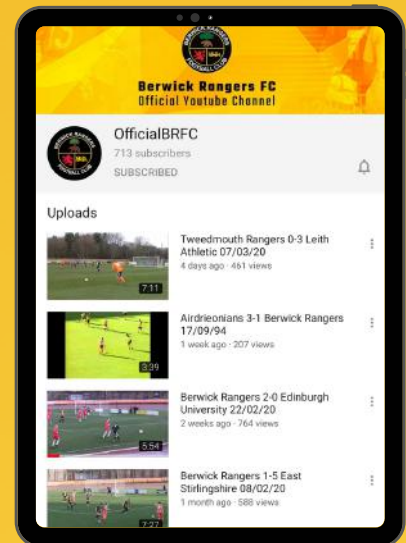 Berwick Rangers FC
Official Youtube Channel
OfficialBRFC
713 subscribers
SUBSCRIBED
Uploads
Tweedmouth Rangers 0-3 Leith
Athletic 07/03/20
4 days ago · 461 views
7:11
Airdrieonians 3-1 Berwick Rangers
17/09/94
1 week ago · 207 views
3:39
Berwick Rangers 2-0 Edinburgh
University 22/02/20
2 weeks ago · 764 views
5:54
Berwick Rangers 1-5 East
Stirlingshire 08/02/20
1 month ago · 588 views
7:27